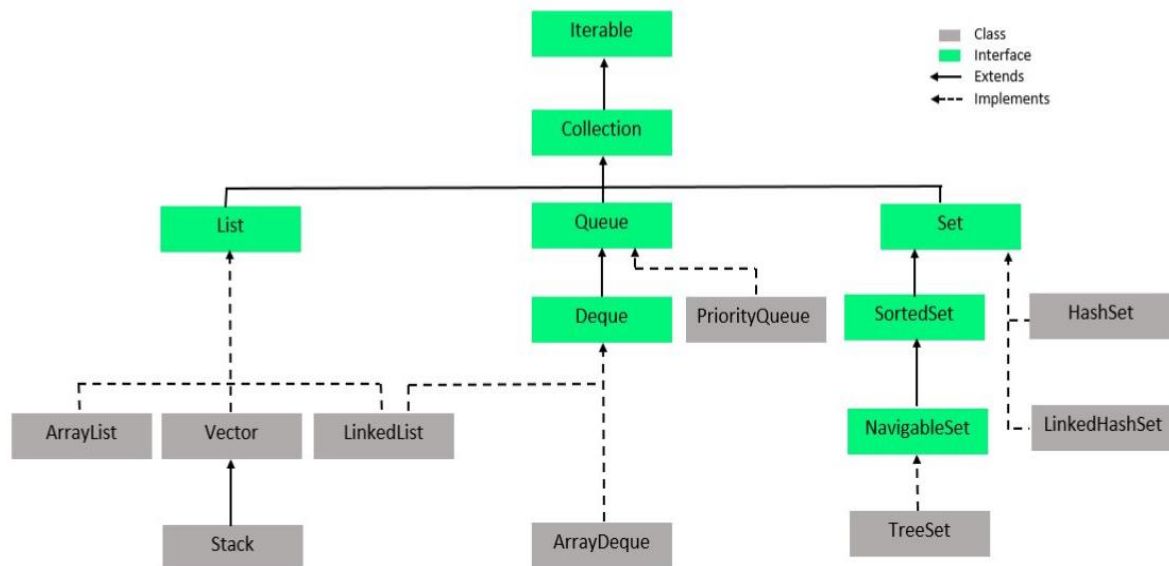 Iterable
Class
Interface
Extends
Implements
Collection
List
Queue
Set
Deque
PriorityQueue
SortedSet
HashSet
ArrayList
Vector
LinkedList
NavigableSet
LinkedHashSet
Stack
ArrayDeque
TreeSet